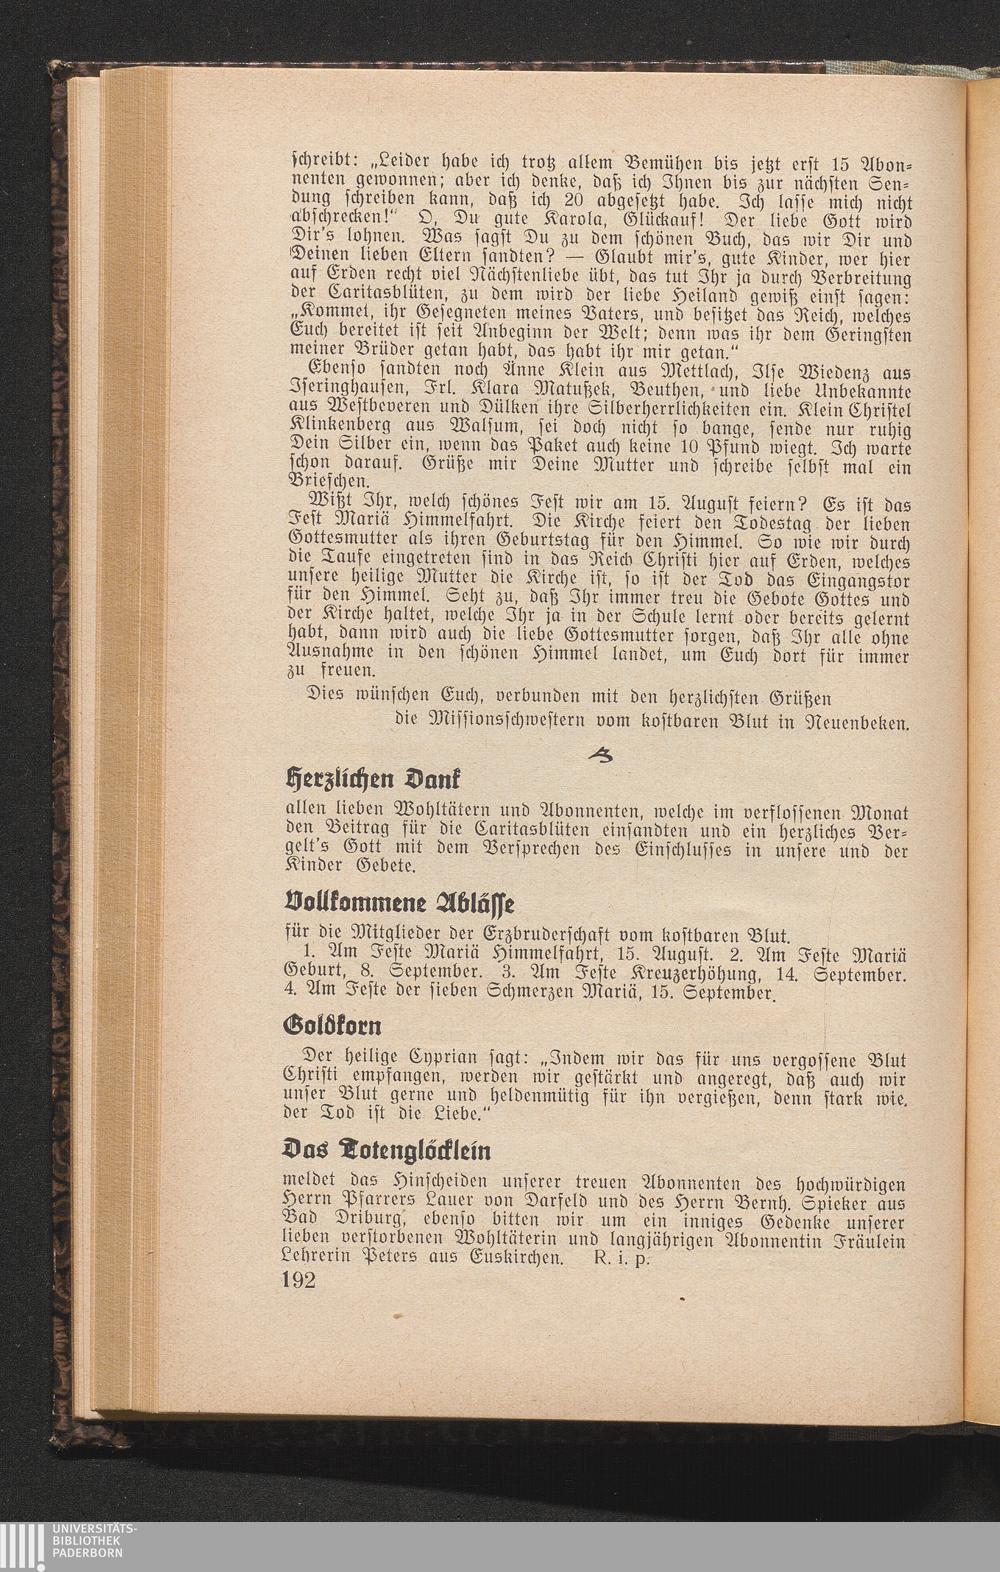 schreibt: „Leider habe ich trotz allem Bemühen bis jetzt erst 15 Abon-
nenten gewonnen; aber ich denke, daß ich Ihnen bis zur nächsten Sen-
dung schreiben kann, daß ich 20 abgesetzt habe. Ich lasse mich nicht
abschrecken!“ O, Du gute Karola, Glückauf! Der liebe Gott wird
Dir's lohnen. Was sagst Du zu dem schönen Buch, das wir Dir und
Deinen lieben Eltern sandten? — Glaubt mir's, gute Kinder, wer hier
auf Erden recht viel Nächstenliebe übt, das tut Ihr ja durch Verbreitung
der Caritasblüten, zu dem wird der liebe Heiland gewiß einst sagen:
„Kommet, ihr Gesegneten meines Vaters, und besitzet das Reich, welches
Euch bereitet ist seit Anbeginn der Welt; denn was ihr dem Geringsten
meiner Brüder getan habt, das habt ihr mir getan.“
Ebenso sandten noch Änne Klein aus Mettlach, Ilse Wiedenz aus
Iseringhausen, Frl. Klara Matußek, Beuthen, und liebe Unbekannte
aus Westbeveren und Dülken ihre Silberherrlichkeiten ein. Klein Christel
Klinkenberg aus Walsum, sei doch nicht so bange, sende nur ruhig
Dein Silber ein, wenn das Paket auch keine 10 Pfund wiegt. Ich warte
schon darauf. Grüße mir Deine Mutter und schreibe selbst mal ein
Briefchen.
Wißt Ihr, welch schönes Fest wir am 15. August feiern? Es ist das
Fest Mariä Himmelfahrt. Die Kirche feiert den Todestag der lieben
Gottesmutter als ihren Geburtstag für den Himmel. So wie wir durch
die Taufe eingetreten sind in das Reich Christi hier auf Erden, welches
unsere heilige Mutter die Kirche ist, so ist der Tod das Eingangstor
für den Himmel. Seht zu, daß Ihr immer treu die Gebote Gottes und
der Kirche haltet, welche Ihr ja in der Schule lernt oder bereits gelernt
habt, dann wird auch die liebe Gottesmutter sorgen, daß Ihr alle ohne
Ausnahme in den schönen Himmel landet, um Euch dort für immer
zu freuen.
Dies wünschen Euch, verbunden mit den herzlichsten Grüßen
die Missionsschwestern vom kostbaren Blut in Neuenbeken.
Herzlichen Dank
allen lieben Wohltätern und Abonnenten, welche im verflossenen Monat
den Beitrag für die Caritasblüten einsandten und ein herzliches Ver-
gelt's Gott mit dem Versprechen des Einschlusses in unsere und der
Kinder Gebete.
Vollkommene Ablässe
für die Mitglieder der Erzbruderschaft vom kostbaren Blut.
1. Am Feste Mariä Himmelfahrt, 15. August. 2. Am Feste Mariä
Geburt, 8. September. 3. Am Feste Kreuzerhöhung, 14. September.
4. Am Feste der sieben Schmerzen Mariä, 15. September.
Goldkorn
Der heilige Cyprian sagt: „Indem wir das für uns vergossene Blut
Christi empfangen, werden wir gestärkt und angeregt, daß auch wir
unser Blut gerne und heldenmütig für ihn vergießen, denn stark wie
der Tod ist die Liebe.“
Das Totenglöcklein
meldet das Hinscheiden unserer treuen Abonnenten des hochwürdigen
Herrn Pfarrers Lauer von Darfeld und des Herrn Bernh. Spieker aus
Bad Driburg, ebenso bitten wir um ein inniges Gedenke unserer
lieben verstorbenen Wohltäterin und langjährigen Abonnentin Fräulein
Lehrerin Peters aus Euskirchen. R. i. p.
192
UNIVERSITÄTS-
BIBLIOTHEK
PADERBORN